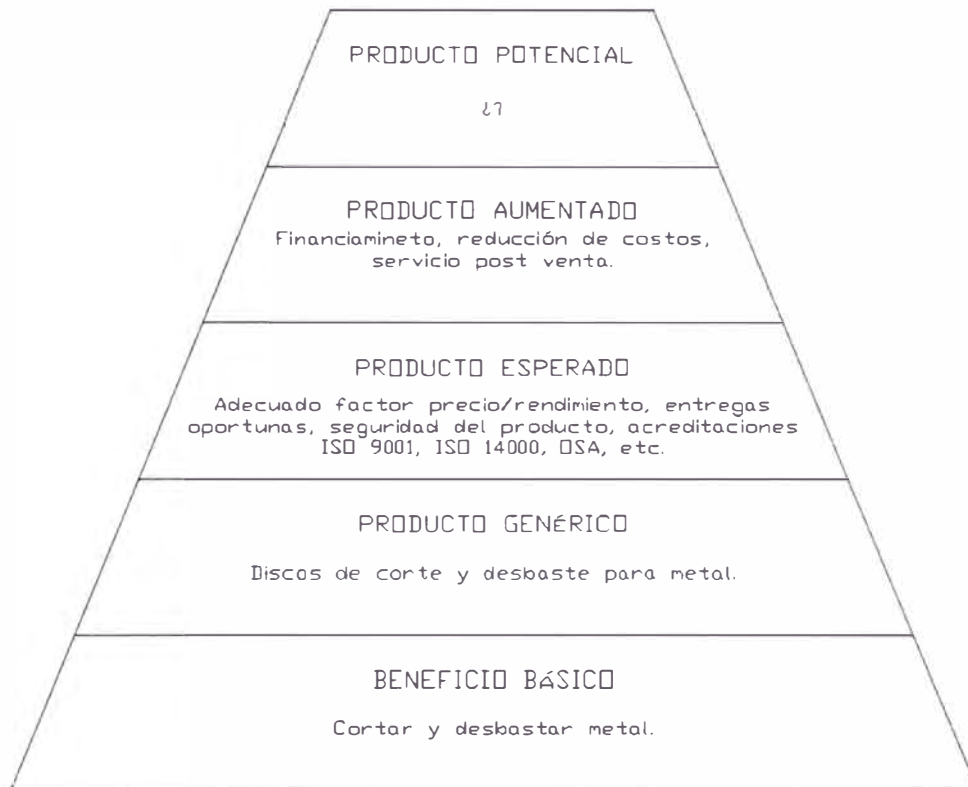 PRODUCTO POTENCIAL
¿?
PRODUCTO AUMENTADO
Financiamineto, reducción de costos,
servicio post venta.
PRODUCTO ESPERADO
Adecuado factor precio/rendimiento, entregas
oportunas, seguridad del producto, acreditaciones
ISO 9001, ISO 14000, OSA, etc.
PRODUCTO GENÉRICO
Discos de corte y desbaste para metal.
BENEFICIO BÁSICO
Cortar y desbastar metal.